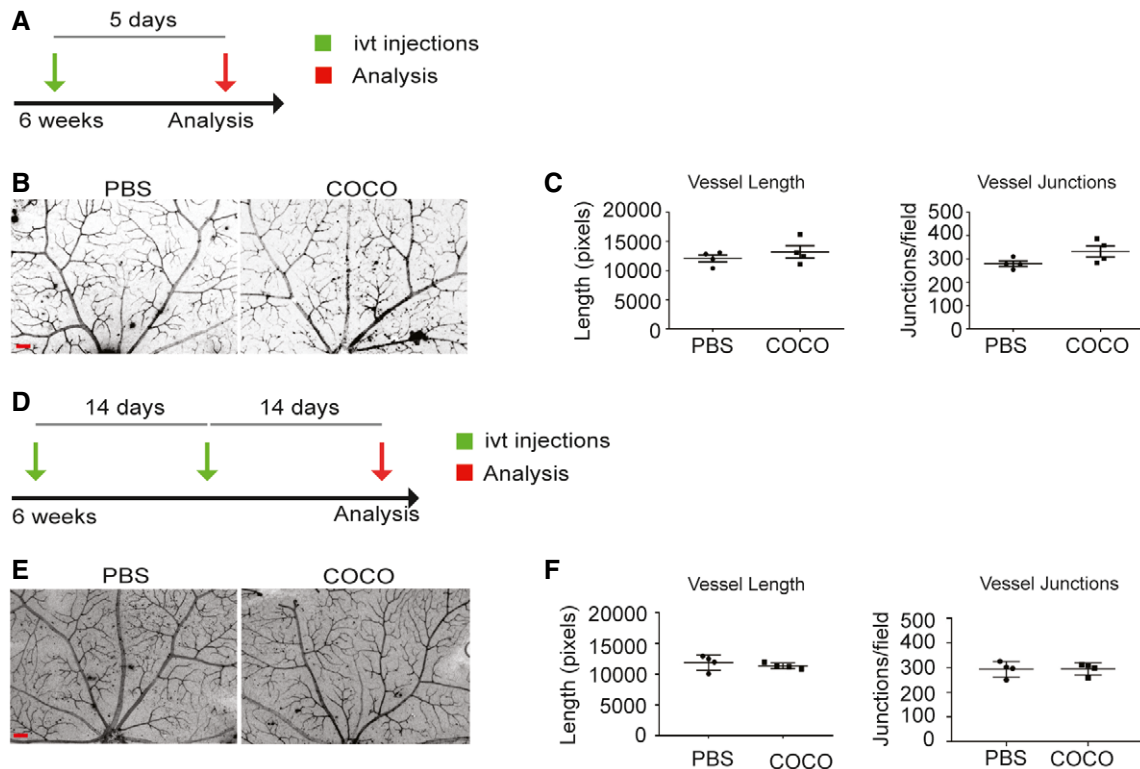 A
5 days
ivt injections
Analysis
6 weeks
Analysis
B
PBS
COCO
C
Vessel Length
Length (pixels)
20000
15000
10000
5000
0
PBS
COCO
Vessel Junctions
Junctions/field
500
400
300
200
100
0
PBS
COCO
D
14 days
14 days
ivt injections
Analysis
6 weeks
Analysis
E
PBS
COCO
F
Vessel Length
Length (pixels)
20000
15000
10000
5000
0
PBS
COCO
Vessel Junctions
Junctions/field
500
400
300
200
100
0
PBS
COCO